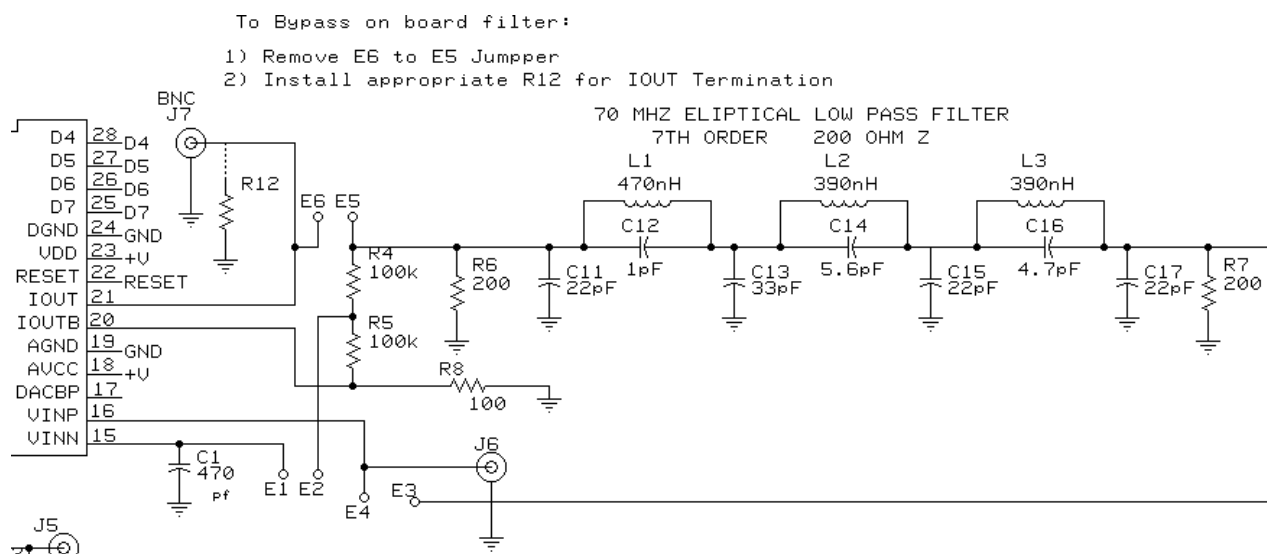 To Bypass on board filter:
1) Remove E6 to E5 Jumpper
2) Install appropriate R12 for IOUT Termination
70 MHZ ELIPTICAL LOW PASS FILTER
7TH ORDER 200 OHM Z
BNC
J7
R12
E6 E5
L1
470nH
L2
390nH
L3
390nH
C12
1pF
C14
5.6pF
C16
4.7pF
D4 28 D4
D5 27 D5
D6 26 D6
D7 25 D7
DGND 24 GND
VDD 23 +V
RESET 22 RESET
IOUT 21
IOUTB 20
AGND 19 GND
AVCC 18 +V
DACBP 17
VINP 16
VINN 15
R4
100k
R5
100k
R6
200
C11
22pF
C13
33pF
C15
22pF
C17
22pF
R7
200
R8
100
C1
470
pf
E1 E2
E4
E3
J6
J5